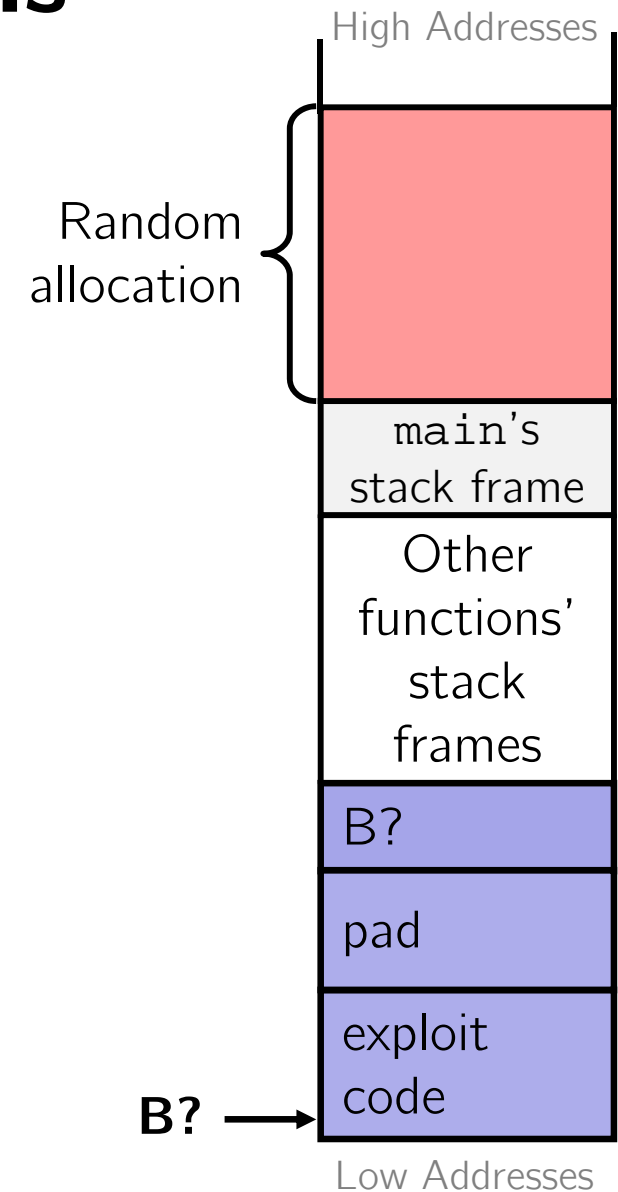 High Addresses
Random
allocation
main's
stack frame
Other
functions'
stack
frames
B?
pad
exploit
code
B?
Low Addresses